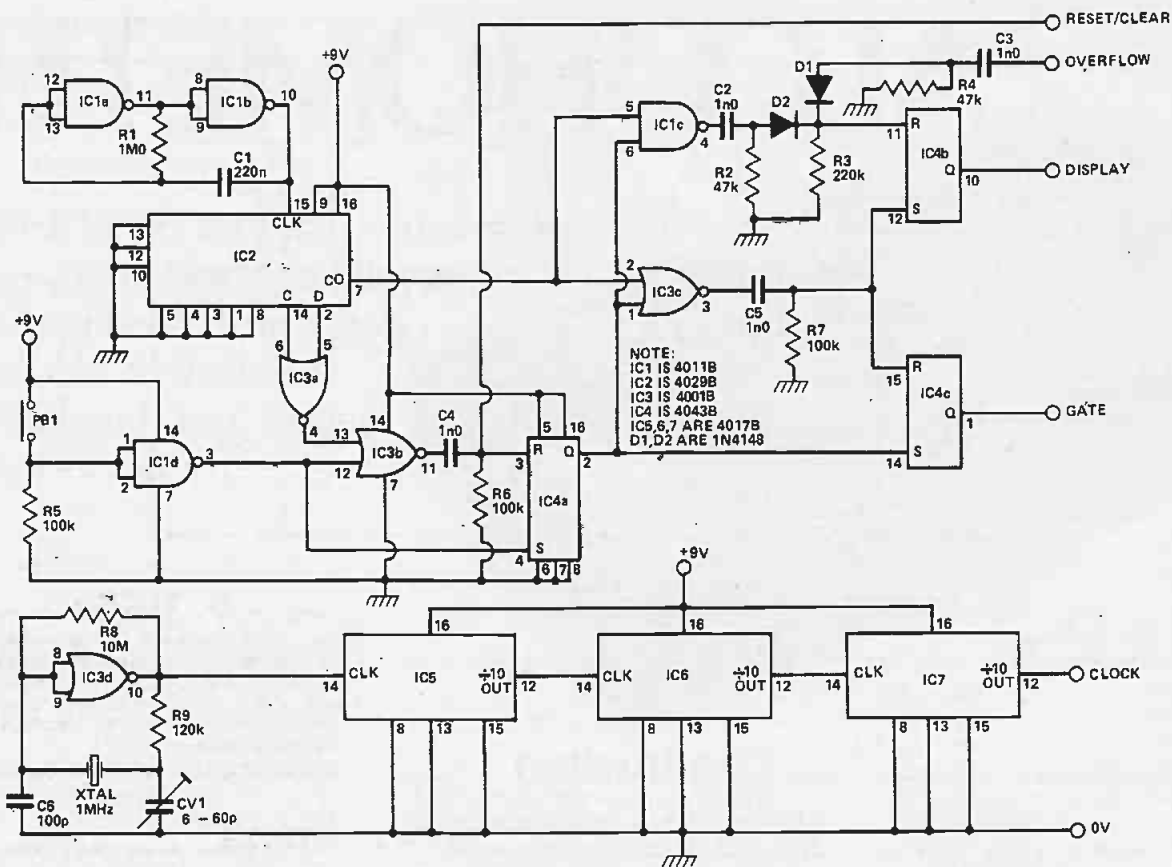 RESET/CLEAR
+9V
C3
1n0
OVERFLOW
D1
R4
47k
12
13
IC1a
11
8
9
IC1b
10
R1
1M0
C1
220n
5
6
IC1c
4
C2
1n0
D2
R2
47k
R3
220k
11
R
IC4b
Q
10
DISPLAY
S
12
15
9
16
CLK
13
12
10
IC2
CO
7
C
D
5
4
3
1
8
14
2
2
1
IC3c
3
C5
1n0
R7
100k
+9V
6
5
IC3a
4
NOTE:
IC1 IS 4011B
IC2 IS 4029B
IC3 IS 4001B
IC4 IS 4043B
IC5,6,7 ARE 4017B
D1,D2 ARE 1N4148
15
R
IC4c
Q
1
GATE
S
14
PB1
1
2
14
IC1d
3
7
R5
100k
13
12
14
IC3b
11
7
C4
1n0
R6
100k
5
16
3
R
Q
2
IC4a
S
4
6
7
8
+9V
R8
10M
8
9
IC3d
10
R9
120k
XTAL
1MHz
C6
100p
CV1
6 – 60p
16
14
CLK
IC5
÷10
OUT
12
8
13
15
16
14
CLK
IC6
÷10
OUT
12
8
13
15
16
14
CLK
IC7
÷10
OUT
12
CLOCK
8
13
15
0V